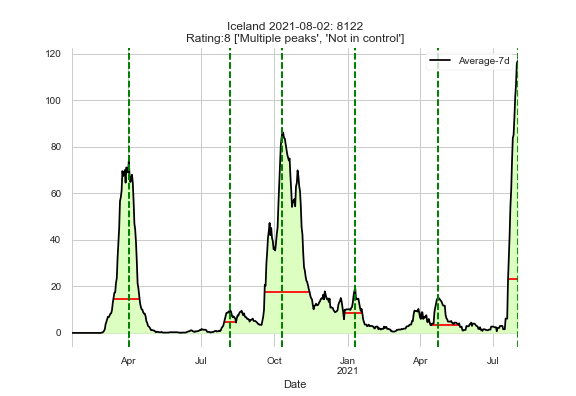 Iceland 2021-08-02: 8122
Rating:8 ['Multiple peaks', 'Not in control']
Average-7d
120
100
80
60
40
20
0
Apr Jul Oct Jan Apr Jul
2021
Date